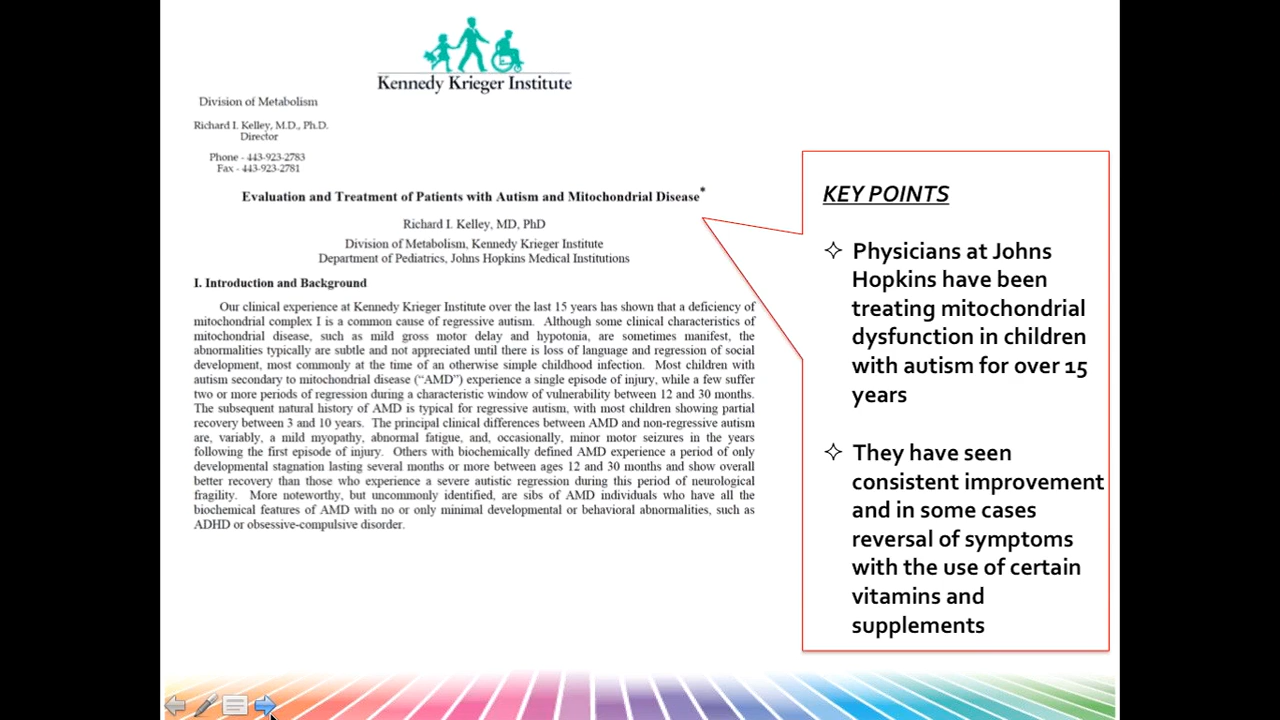 Kennedy Krieger Institute
Division of Metabolism
Richard I. Kelley, M.D., Ph.D.
Director
Phone - 443-923-2783
Fax - 443-923-2781
Evaluation and Treatment of Patients with Autism and Mitochondrial Disease*
Richard I. Kelley, MD, PhD
Division of Metabolism, Kennedy Krieger Institute
Department of Pediatrics, Johns Hopkins Medical Institutions
I. Introduction and Background
Our clinical experience at Kennedy Krieger Institute over the last 15 years has shown that a deficiency of
mitochondrial complex I is a common cause of regressive autism. Although some clinical characteristics of
mitochondrial disease, such as mild gross motor delay and hypotonia, are sometimes manifest, the
abnormalities typically are subtle and not appreciated until there is loss of language and regression of social
development, most commonly at the time of an otherwise simple childhood infection. Most children with
autism secondary to mitochondrial disease (“AMD”) experience a single episode of injury, while a few suffer
two or more periods of regression during a characteristic window of vulnerability between 12 and 30 months.
The subsequent natural history of AMD is typical for regressive autism, with most children showing partial
recovery between 3 and 10 years. The principal clinical differences between AMD and non-regressive autism
are, variably, a mild myopathy, abnormal fatigue, and, occasionally, minor motor seizures in the years
following the first episode of injury. Others with biochemically defined AMD experience a period of only
developmental stagnation lasting several months or more between ages 12 and 30 months and show overall
better recovery than those who experience a severe autistic regression during this period of neurological
fragility. More noteworthy, but uncommonly identified, are sibs of AMD individuals who have all the
biochemical features of AMD with no or only minimal developmental or behavioral abnormalities, such as
ADHD or obsessive-compulsive disorder.
KEY POINTS
Physicians at Johns
Hopkins have been
treating mitochondrial
dysfunction in children
with autism for over 15
years
They have seen
consistent improvement
and in some cases
reversal of symptoms
with the use of certain
vitamins and
supplements